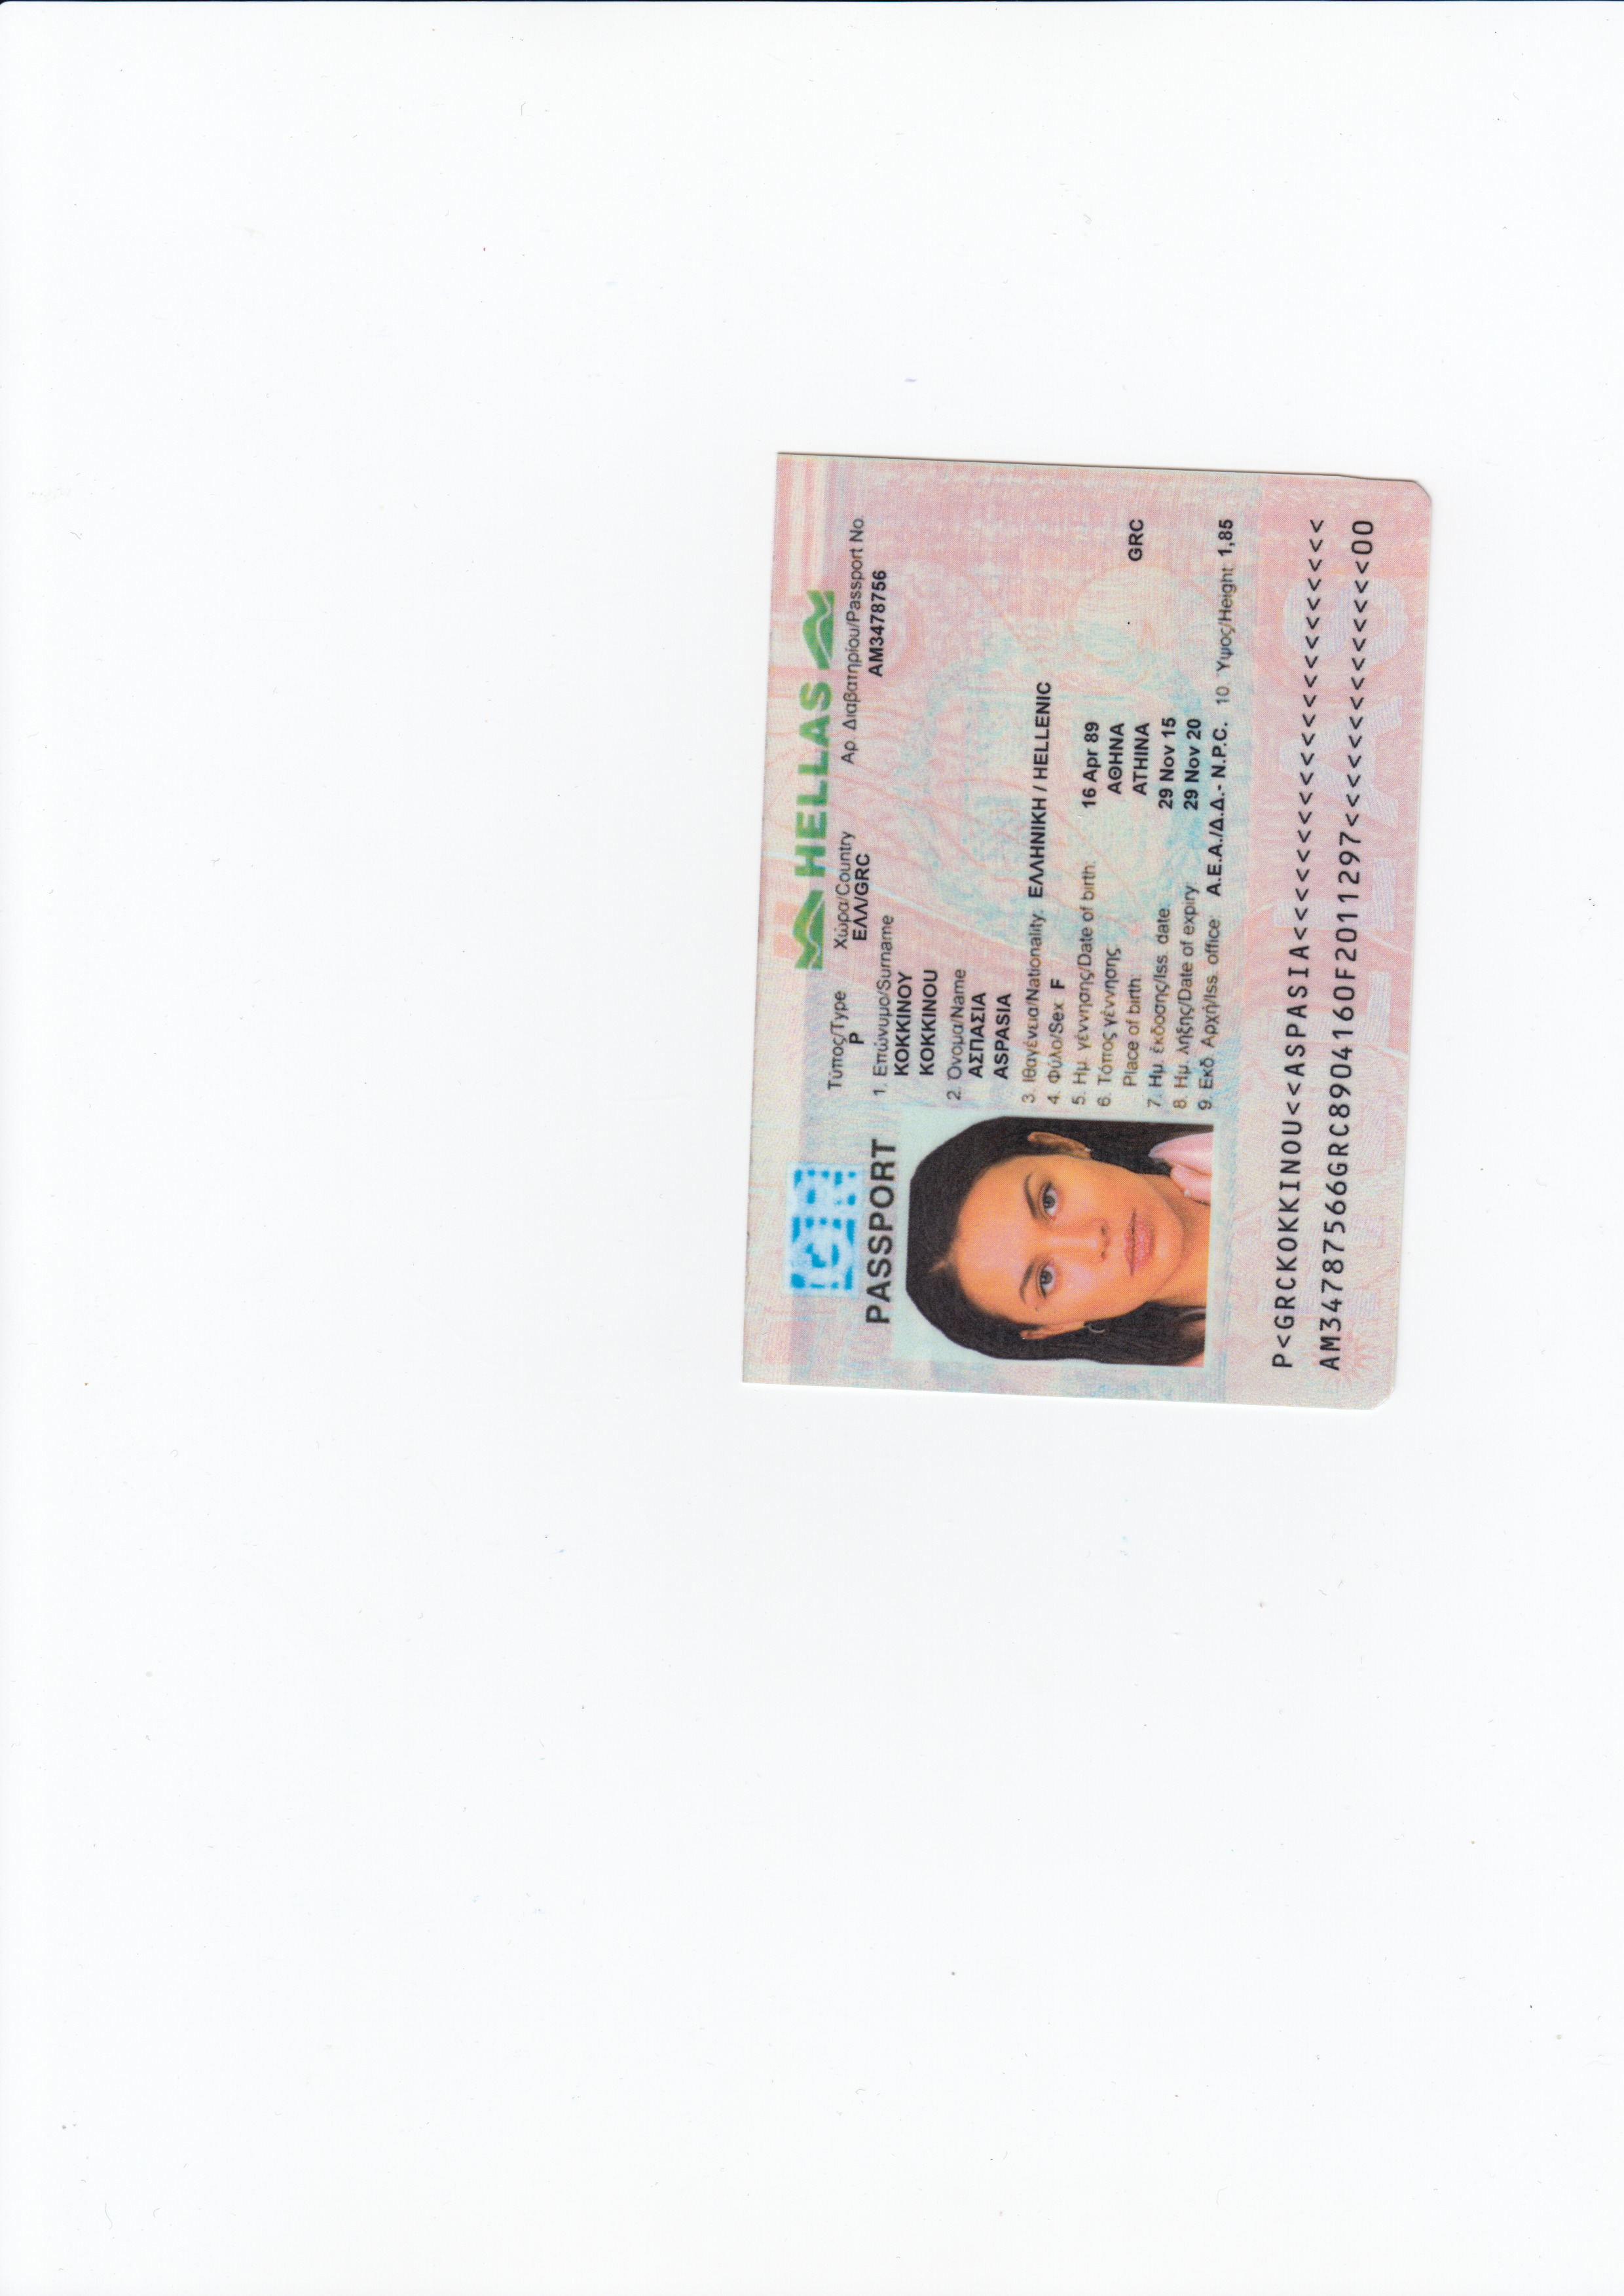 HELLAS
GR
PASSPORT
Τύπος/Type Χώρα/Country Αρ. Διαβατηρίου/Passport No.
P ΕΛΛ/GRC AM3478756
1. Επώνυμο/Surname
ΚΟΚΚΙΝΟΥ
KOKKINOU
2. Όνομα/Name
ΑΣΠΑΣΙΑ
ASPASIA
3. Ιθαγένεια/Nationality: ΕΛΛΗΝΙΚΗ / HELLENIC
4. Φύλο/Sex F
5. Ημ. γέννησης/Date of birth: 16 Apr 89
6. Τόπος γέννησης: ΑΘΗΝΑ
Place of birth: ATHINA GRC
7. Ημ. έκδοσης/Iss. date: 29 Nov 15
8. Ημ. λήξης/Date of expiry 29 Nov 20
9. Εκδ. Αρχή/Iss. office: Α.Ε.Α./Δ.Δ.- N.P.C. 10. Ύψος/Height: 1,85
P<GRCKOKKINOU<<ASPASIA<<<<<<<<<<<<<<<<<<<<<<
AM34787566GRC8904160F2011297<<<<<<<<<<<<<<00